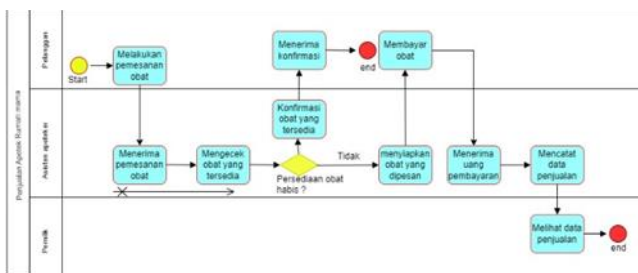 Penjualan Apotek Rumah mama
Pelanggan
Asisten apoteker
Pemilik
Start
Melakukan
pemesanan
obat
Menerima
konfirmasi
end
Membayar
obat
Menerima
pemesanan
obat
Mengecek
obat yang
tersedia
Konfirmasi
obat yang
tersedia
Persediaan obat
habis ?
Tidak
menyiapkan
obat yang
dipesan
Menerima
uang
pembayaran
Mencatat
data
penjualan
Melihat data
penjualan
end